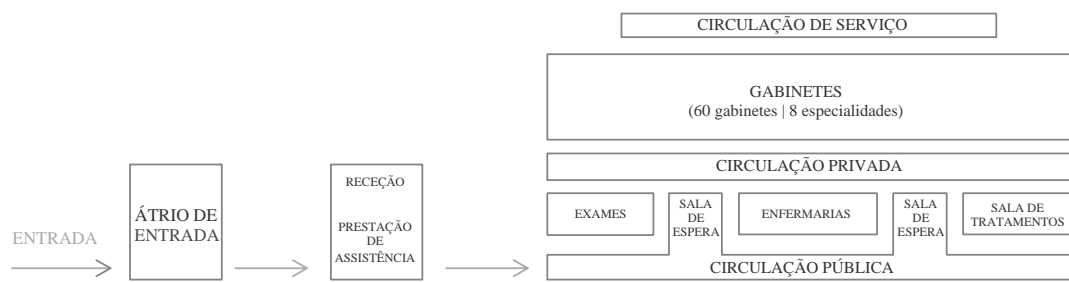 CIRCULAÇÃO DE SERVIÇO
GABINETES
(60 gabinetes | 8 especialidades)
CIRCULAÇÃO PRIVADA
ENTRADA
ÁTRIO DE
ENTRADA
RECEÇÃO
PRESTAÇÃO
DE
ASSISTÊNCIA
EXAMES
SALA
DE
ESPERA
ENFERMARIAS
SALA
DE
ESPERA
SALA DE
TRATAMENTOS
CIRCULAÇÃO PÚBLICA